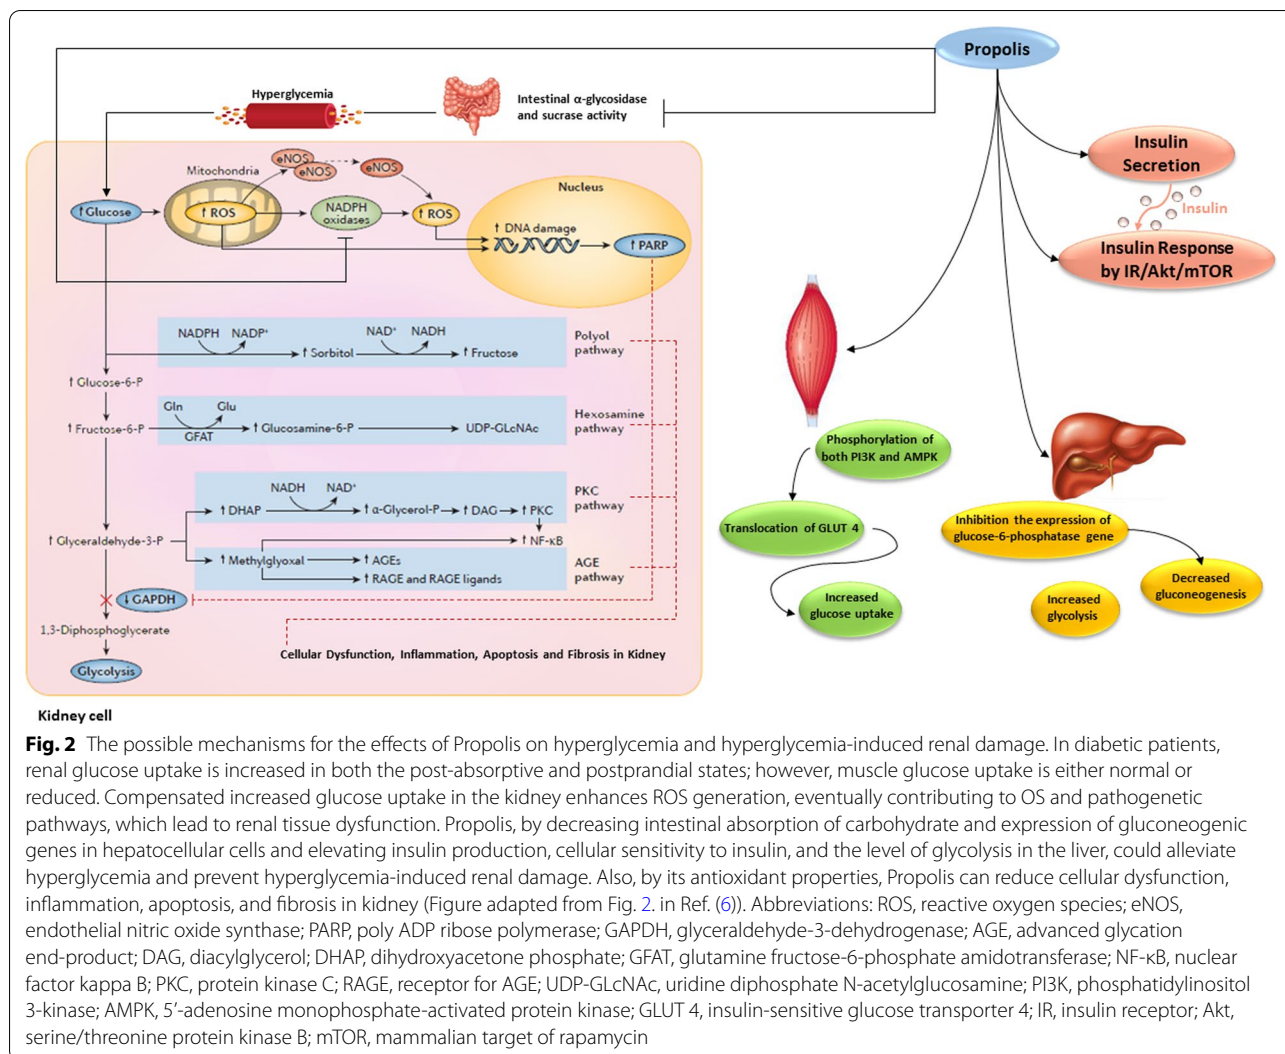 Propolis
Hyperglycemia
Intestinal α-glycosidase
and sucrase activity
Insulin
Secretion
Insulin
Insulin Response
by IR/Akt/mTOR
eNOS
eNOS
eNOS
Mitochondria
Nucleus
↑ Glucose
↑ ROS
NADPH
oxidases
↑ ROS
↑ DNA damage
↑ PARP
NADPH
NADP⁺
NAD⁺
NADH
Polyol
pathway
↑ Sorbitol
↑ Fructose
↑ Glucose-6-P
Gln
Glu
Hexosamine
pathway
↑ Fructose-6-P
GFAT
↑ Glucosamine-6-P
UDP-GLcNAc
NADH
NAD⁺
PKC
pathway
↑ DHAP
↑ α-Glycerol-P
↑ DAG
↑ PKC
↑ Glyceraldehyde-3-P
↑ NF-κB
↑ Methylglyoxal
↑ AGEs
AGE
pathway
↑ RAGE and RAGE ligands
↓ GAPDH
1,3-Diphosphoglycerate
Glycolysis
Cellular Dysfunction, Inflammation, Apoptosis and Fibrosis in Kidney
Kidney cell
Phosphorylation of
both PI3K and AMPK
Translocation of GLUT 4
Increased
glucose uptake
Inhibition the expression of
glucose-6-phosphatase gene
Decreased
gluconeogenesis
Increased
glycolysis
Fig. 2 The possible mechanisms for the effects of Propolis on hyperglycemia and hyperglycemia-induced renal damage. In diabetic patients,
renal glucose uptake is increased in both the post-absorptive and postprandial states; however, muscle glucose uptake is either normal or
reduced. Compensated increased glucose uptake in the kidney enhances ROS generation, eventually contributing to OS and pathogenetic
pathways, which lead to renal tissue dysfunction. Propolis, by decreasing intestinal absorption of carbohydrate and expression of gluconeogenic
genes in hepatocellular cells and elevating insulin production, cellular sensitivity to insulin, and the level of glycolysis in the liver, could alleviate
hyperglycemia and prevent hyperglycemia-induced renal damage. Also, by its antioxidant properties, Propolis can reduce cellular dysfunction,
inflammation, apoptosis, and fibrosis in kidney (Figure adapted from Fig. 2. in Ref. (6)). Abbreviations: ROS, reactive oxygen species; eNOS,
endothelial nitric oxide synthase; PARP, poly ADP ribose polymerase; GAPDH, glyceraldehyde-3-dehydrogenase; AGE, advanced glycation
end-product; DAG, diacylglycerol; DHAP, dihydroxyacetone phosphate; GFAT, glutamine fructose-6-phosphate amidotransferase; NF-κB, nuclear
factor kappa B; PKC, protein kinase C; RAGE, receptor for AGE; UDP-GLcNAc, uridine diphosphate N-acetylglucosamine; PI3K, phosphatidylinositol
3-kinase; AMPK, 5′-adenosine monophosphate-activated protein kinase; GLUT 4, insulin-sensitive glucose transporter 4; IR, insulin receptor; Akt,
serine/threonine protein kinase B; mTOR, mammalian target of rapamycin